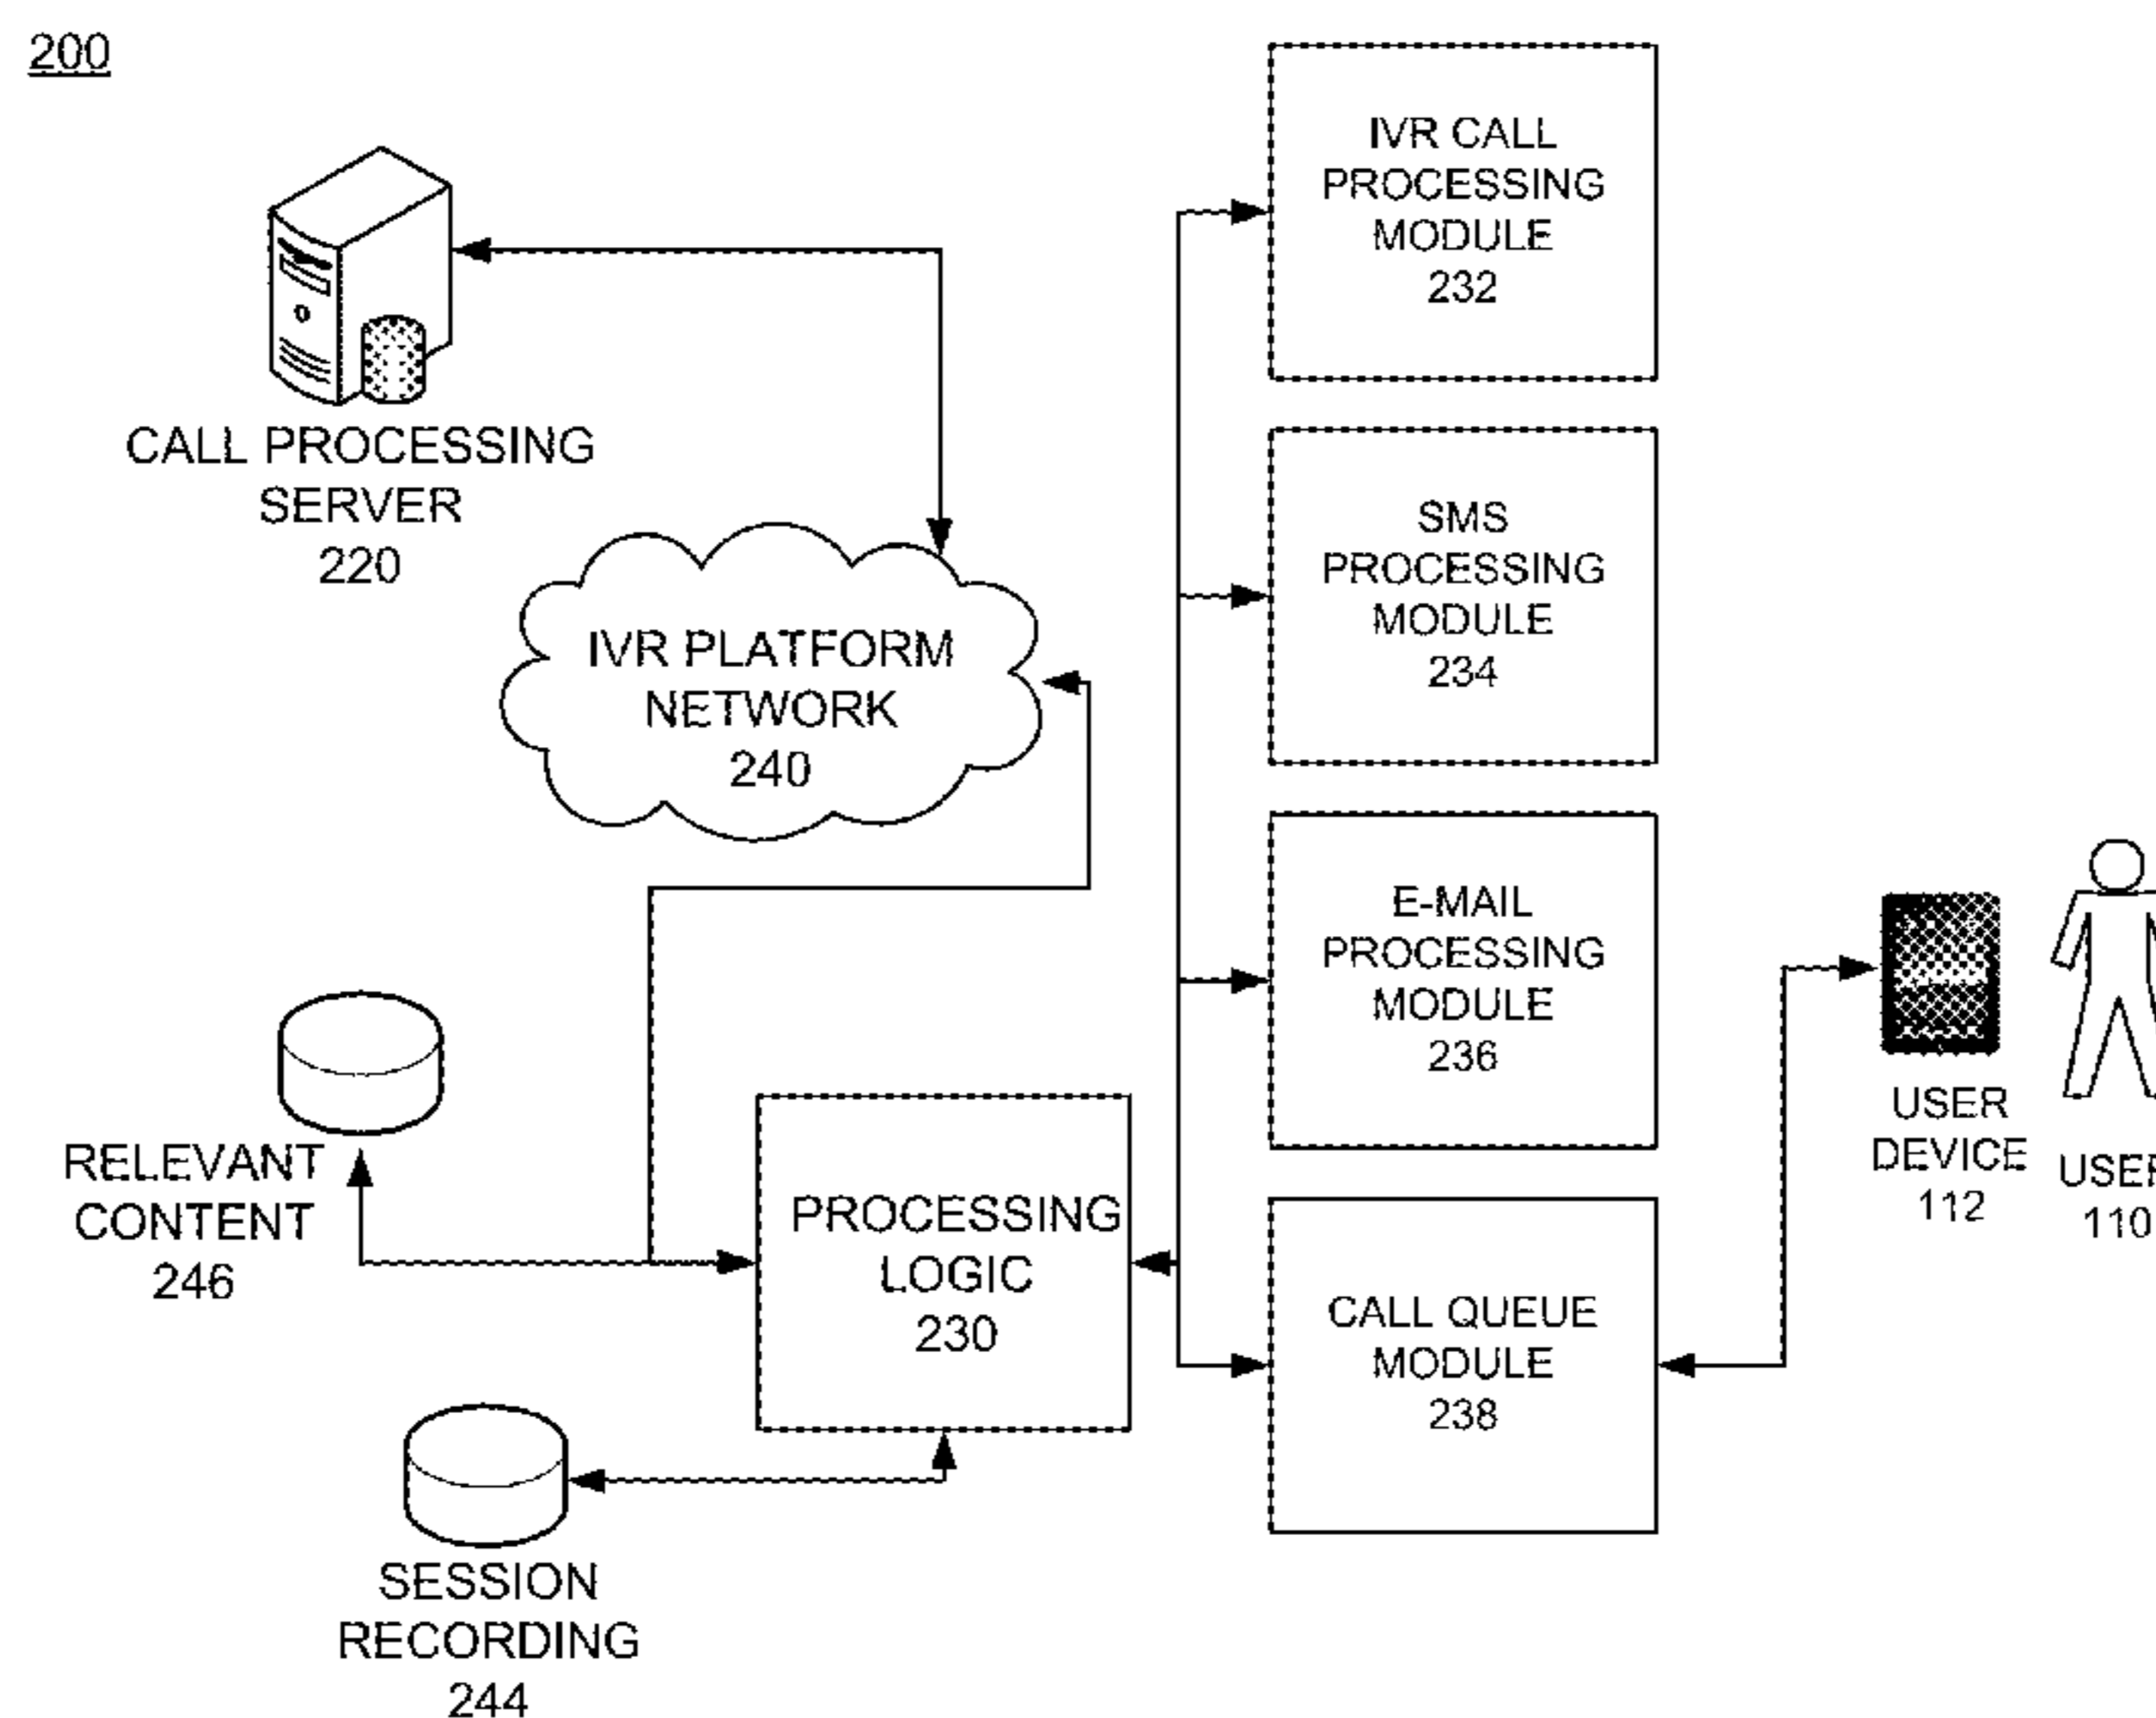 200
CALL PROCESSING
SERVER
220
IVR PLATFORM
NETWORK
240
RELEVANT
CONTENT
246
SESSION
RECORDING
244
PROCESSING
LOGIC
230
IVR CALL
PROCESSING
MODULE
232
SMS
PROCESSING
MODULE
234
E-MAIL
PROCESSING
MODULE
236
CALL QUEUE
MODULE
238
USER
DEVICE
112
USER
110